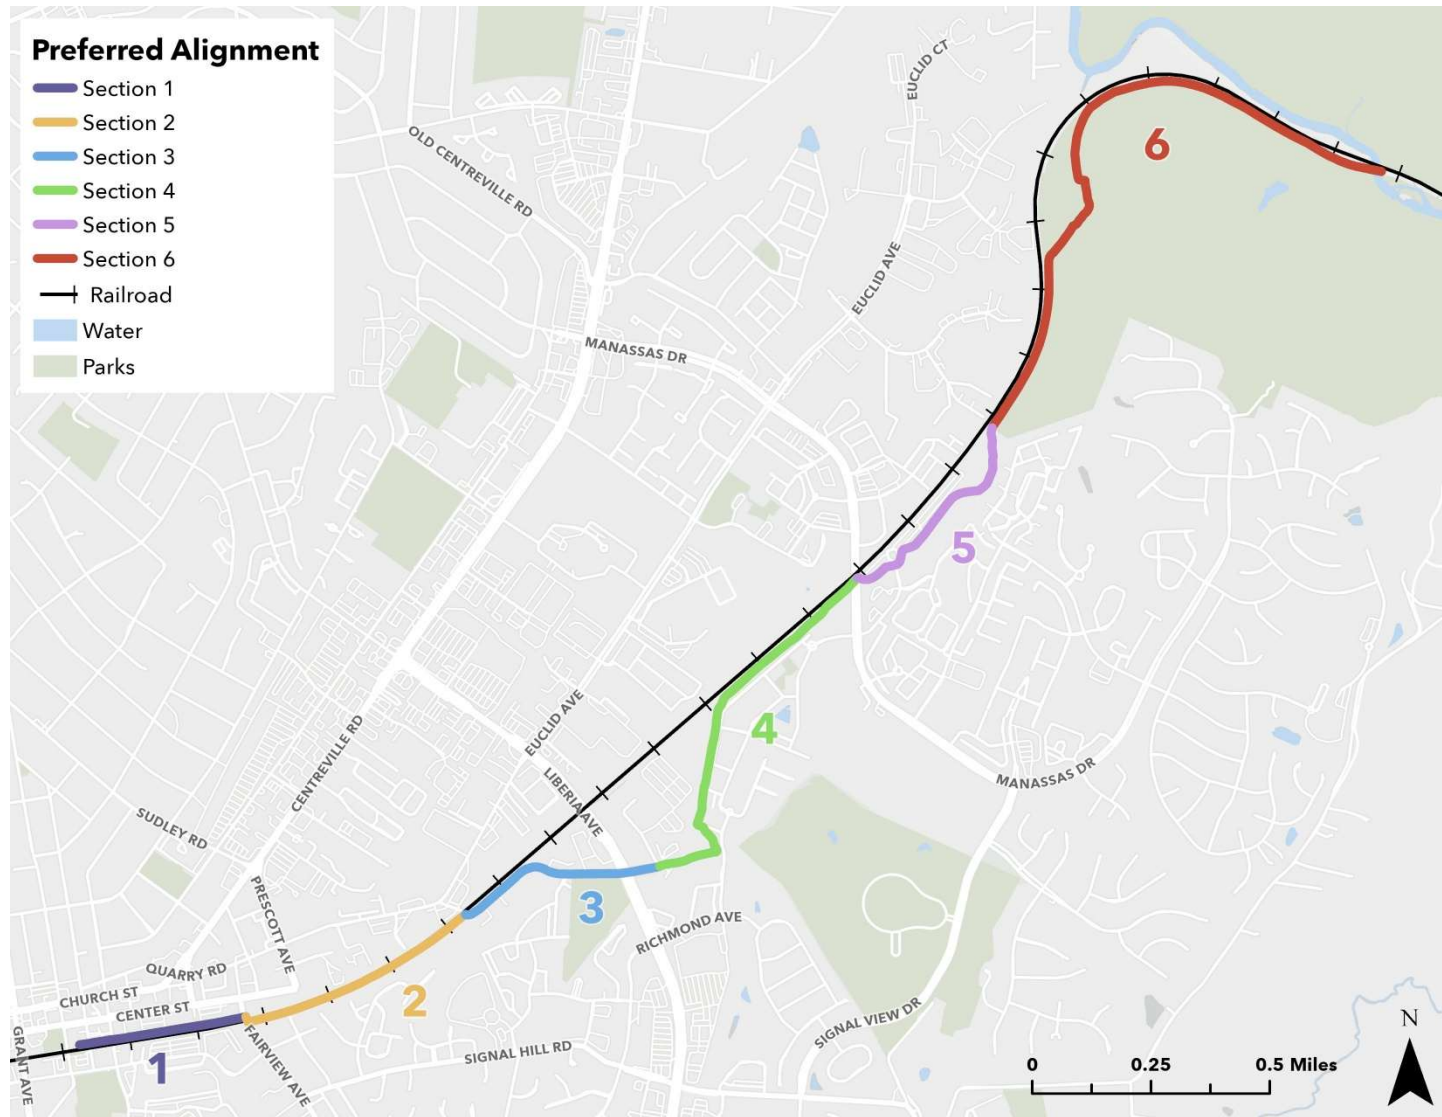 Preferred Alignment
Section 1
Section 2
Section 3
Section 4
Section 5
Section 6
Railroad
Water
Parks
EUCLID CT
OLD CENTREVILLE RD
6
EUCLID AVE
MANASSAS DR
5
EUCLID AVE
4
LIBERIA AVE
CENTREVILLE RD
MANASSAS DR
SUDLEY RD
PRESCOTT AVE
3
RICHMOND AVE
QUARRY RD
CHURCH ST
CENTER ST
2
SIGNAL VIEW DR
GRANT AVE
1
FAIRVIEW AVE
SIGNAL HILL RD
N
0 0.25 0.5 Miles